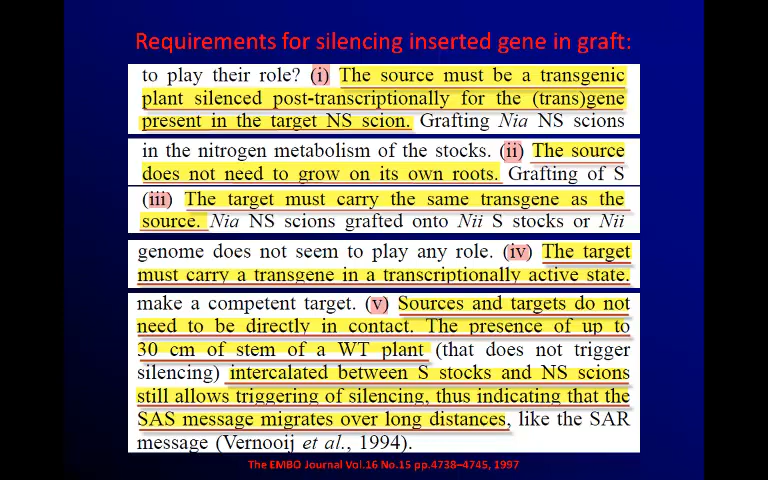 Requirements for silencing inserted gene in graft:
to play their role? (i) The source must be a transgenic
plant silenced post-transcriptionally for the (trans)gene
present in the target NS scion. Grafting Nia NS scions
in the nitrogen metabolism of the stocks. (ii) The source
does not need to grow on its own roots. Grafting of S
(iii) The target must carry the same transgene as the
source. Nia NS scions grafted onto Nii S stocks or Nii
genome does not seem to play any role. (iv) The target
must carry a transgene in a transcriptionally active state.
make a competent target. (v) Sources and targets do not
need to be directly in contact. The presence of up to
30 cm of stem of a WT plant (that does not trigger
silencing) intercalated between S stocks and NS scions
still allows triggering of silencing, thus indicating that the
SAS message migrates over long distances, like the SAR
message (Vernooij et al., 1994).
The EMBO Journal Vol.16 No.15 pp.4738–4745, 1997